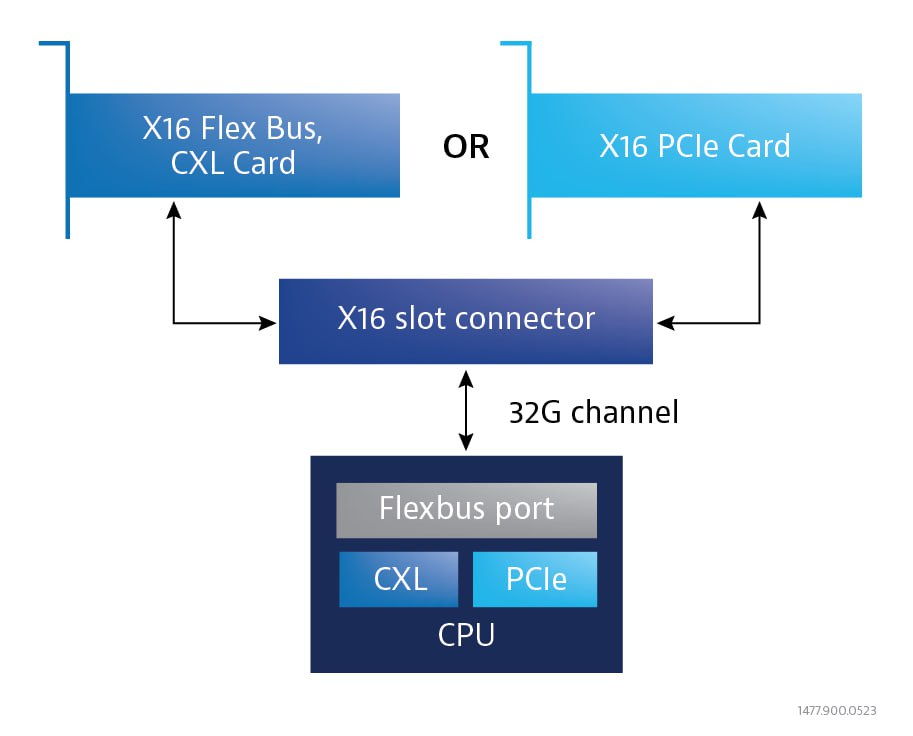 X16 Flex Bus,
CXL Card
OR
X16 PCIe Card
X16 slot connector
32G channel
Flexbus port
CXL
PCIe
CPU
1477.900.0523